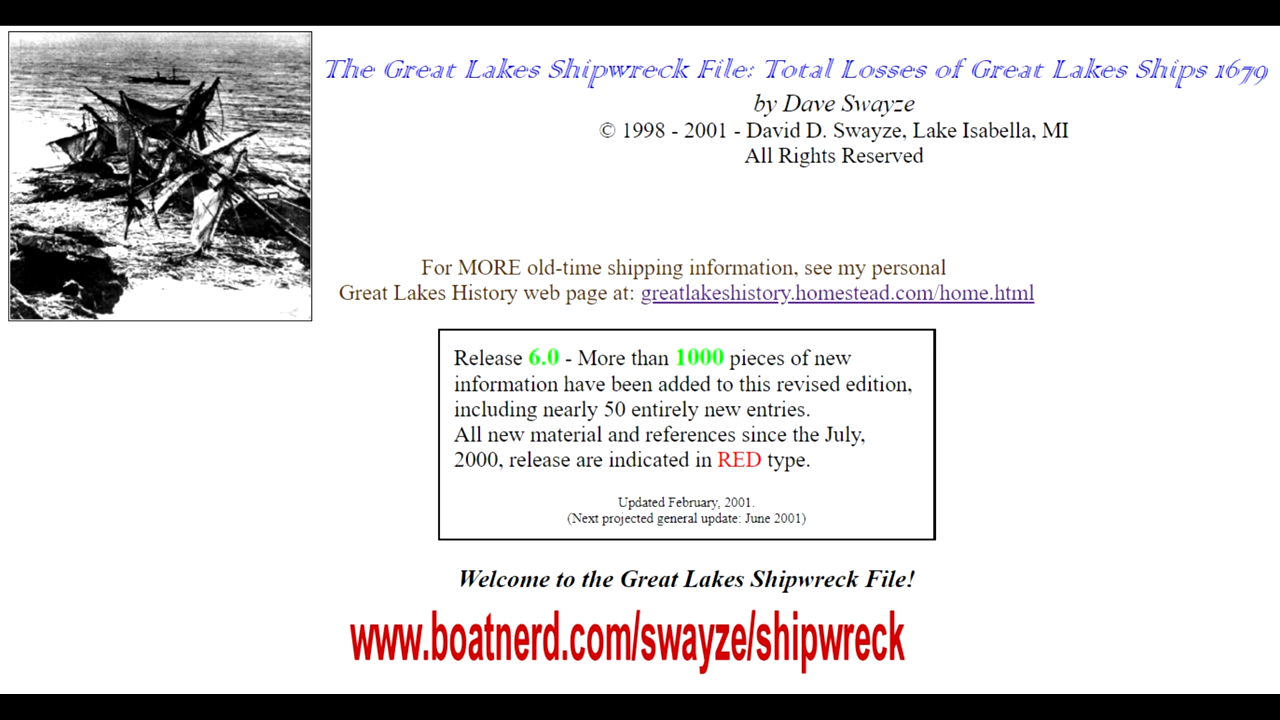 The Great Lakes Shipwreck File: Total Losses of Great Lakes Ships 1679
by Dave Swayze
© 1998 - 2001 - David D. Swayze, Lake Isabella, MI
All Rights Reserved
For MORE old-time shipping information, see my personal
Great Lakes History web page at: greatlakeshistory.homestead.com/home.html
Release 6.0 - More than 1000 pieces of new
information have been added to this revised edition,
including nearly 50 entirely new entries.
All new material and references since the July,
2000, release are indicated in RED type.
Updated February, 2001.
(Next projected general update: June 2001)
Welcome to the Great Lakes Shipwreck File!
www.boatnerd.com/swayze/shipwreck